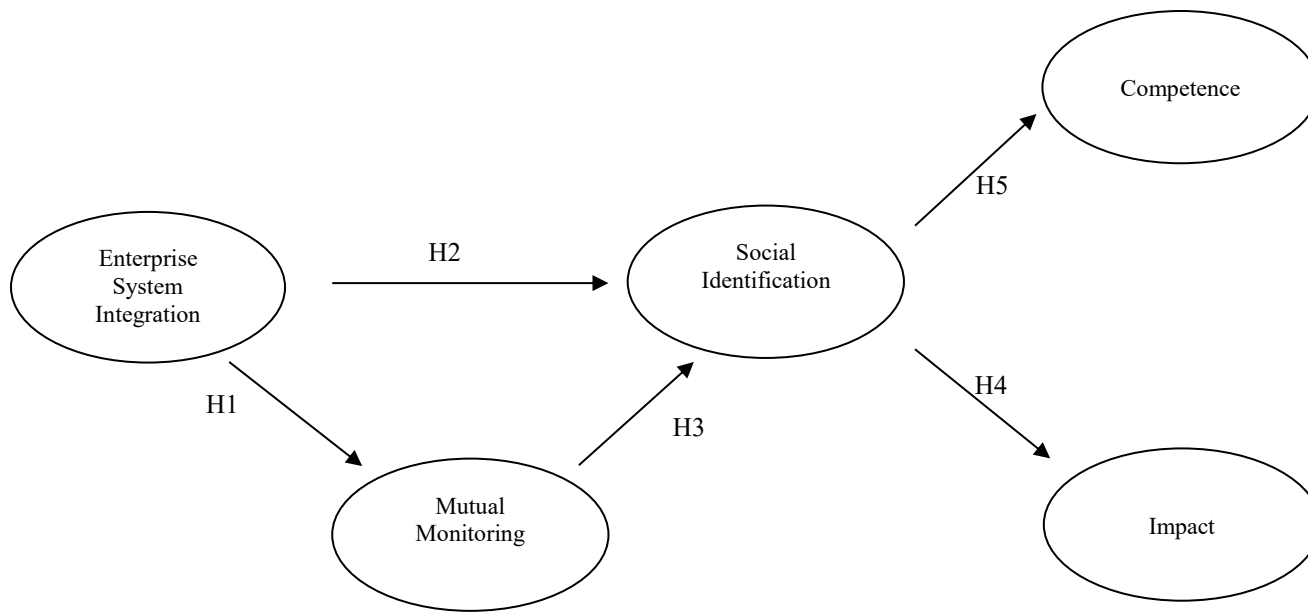 Competence
H5
Enterprise
System
Integration
H2
Social
Identification
H1
H3
H4
Mutual
Monitoring
Impact